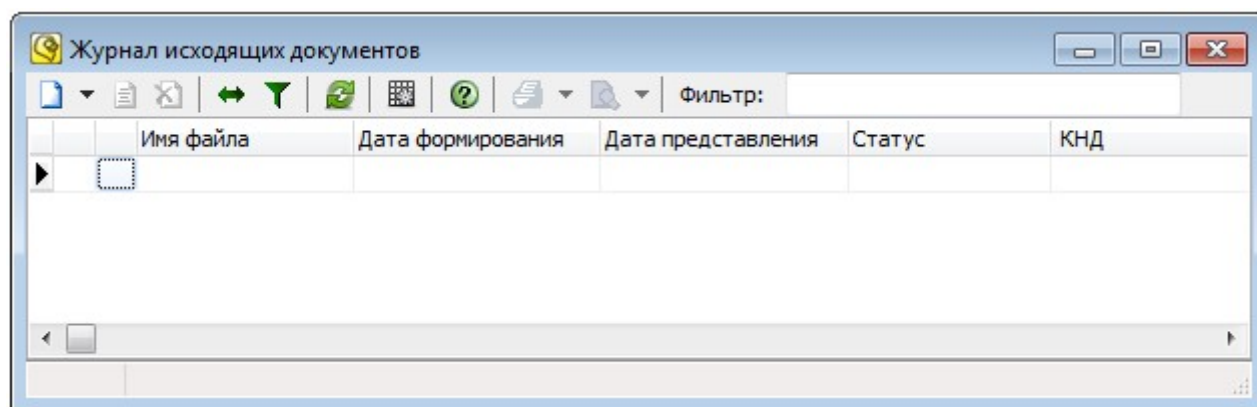 Журнал исходящих документов
Фильтр:
Имя файла Дата формирования Дата представления Статус КНД